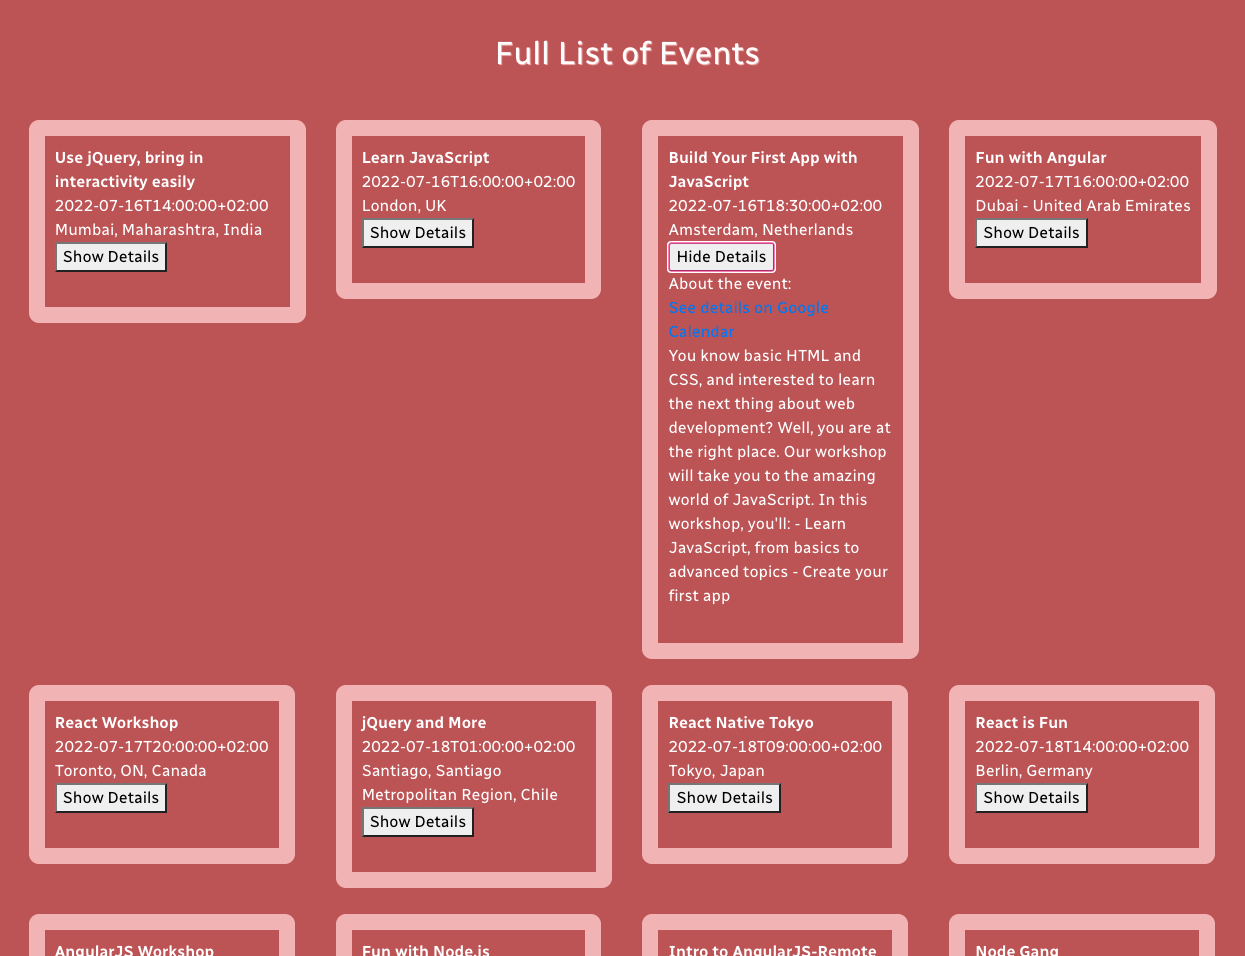 Full List of Events
Use jQuery, bring in
interactivity easily
2022-07-16T14:00:00+02:00
Mumbai, Maharashtra, India
Show Details
Learn JavaScript
2022-07-16T16:00:00+02:00
London, UK
Show Details
Build Your First App with
JavaScript
2022-07-16T18:30:00+02:00
Amsterdam, Netherlands
Hide Details
About the event:
See details on Google
Calendar
You know basic HTML and
CSS, and interested to learn
the next thing about web
development? Well, you are at
the right place. Our workshop
will take you to the amazing
world of JavaScript. In this
workshop, you'll: - Learn
JavaScript, from basics to
advanced topics - Create your
first app
Fun with Angular
2022-07-17T16:00:00+02:00
Dubai - United Arab Emirates
Show Details
React Workshop
2022-07-17T20:00:00+02:00
Toronto, ON, Canada
Show Details
jQuery and More
2022-07-18T01:00:00+02:00
Santiago, Santiago
Metropolitan Region, Chile
Show Details
React Native Tokyo
2022-07-18T09:00:00+02:00
Tokyo, Japan
Show Details
React is Fun
2022-07-18T14:00:00+02:00
Berlin, Germany
Show Details
AngularJS Workshop
Fun with Node.js
Intro to AngularJS-Remote
Node Gang